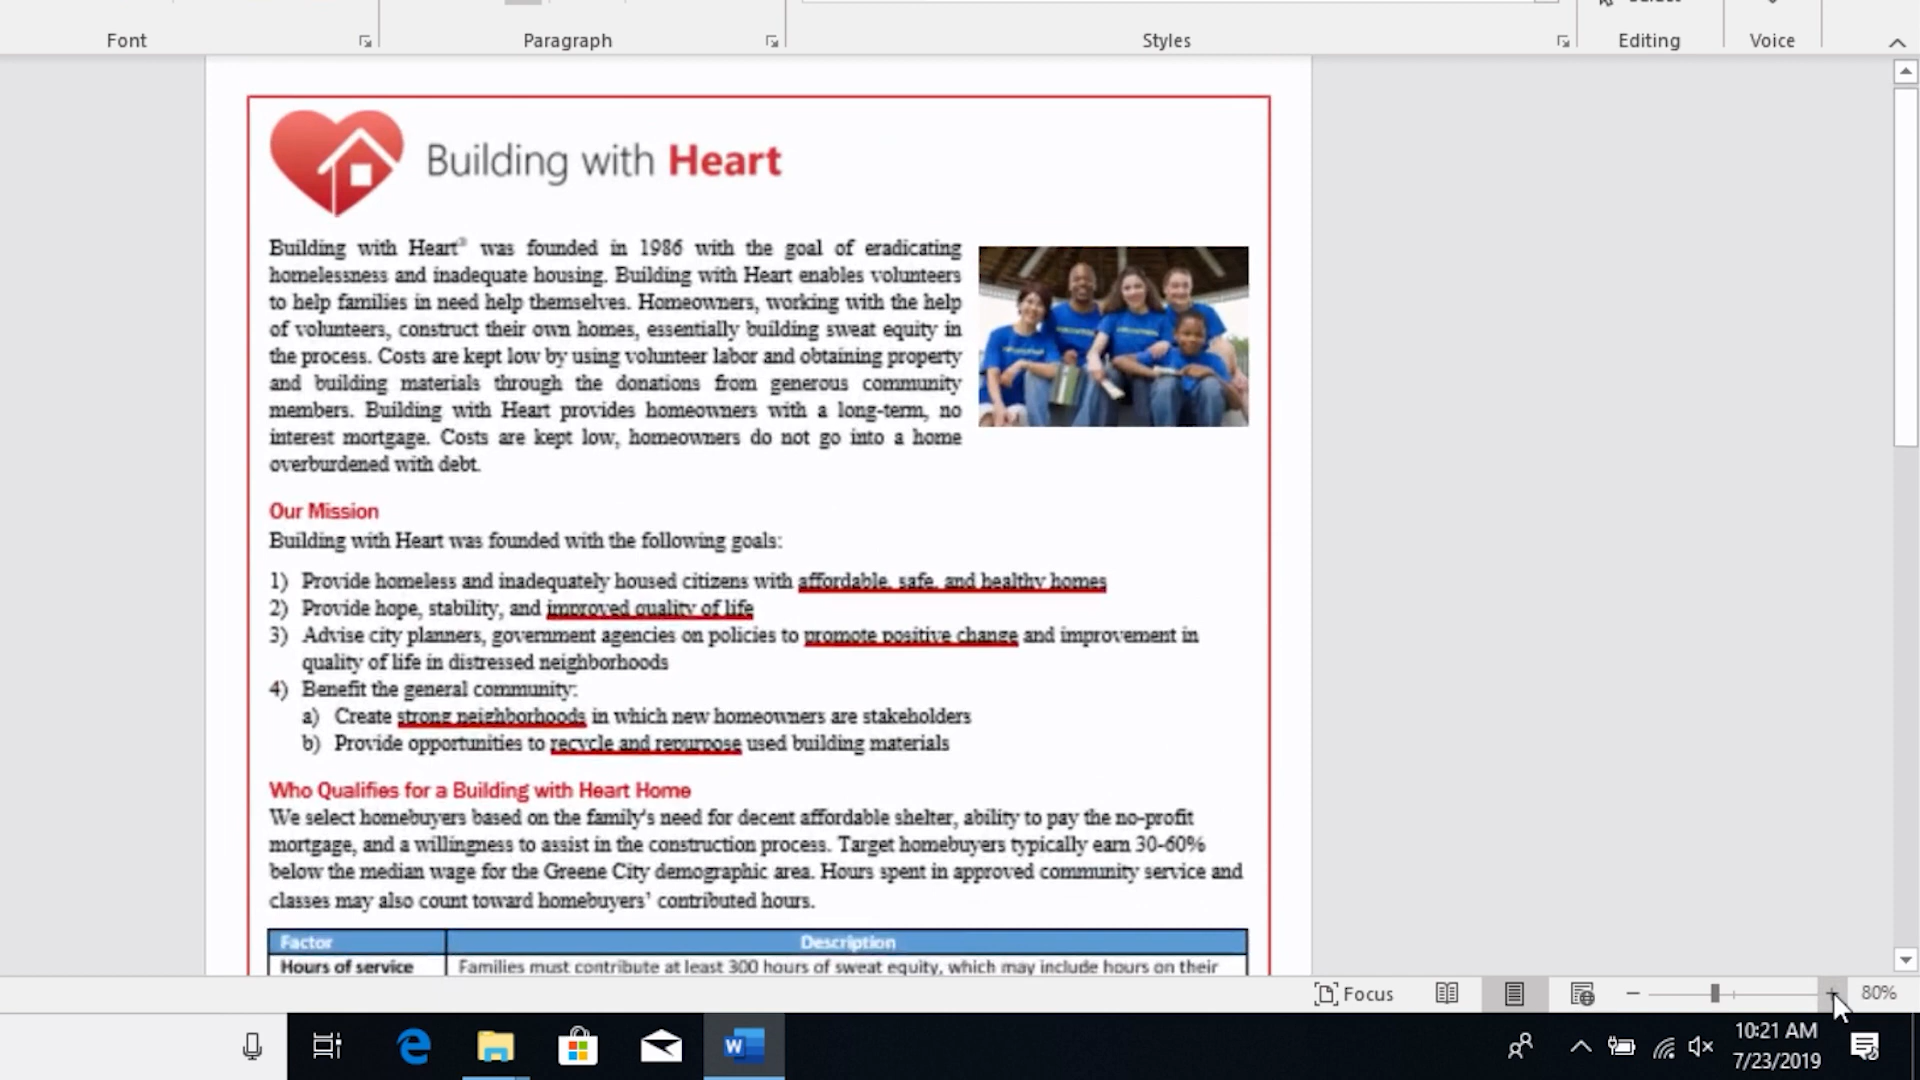 Font
Paragraph
Styles
Editing
Voice
Building with Heart
Building with Heart® was founded in 1986 with the goal of eradicating
homelessness and inadequate housing. Building with Heart enables volunteers
to help families in need help themselves. Homeowners, working with the help
of volunteers, construct their own homes, essentially building sweat equity in
the process. Costs are kept low by using volunteer labor and obtaining property
and building materials through the donations from generous community
members. Building with Heart provides homeowners with a long-term, no
interest mortgage. Costs are kept low, homeowners do not go into a home
overburdened with debt.
Our Mission
Building with Heart was founded with the following goals:
1) Provide homeless and inadequately housed citizens with affordable, safe, and healthy homes
2) Provide hope, stability, and improved quality of life
3) Advise city planners, government agencies on policies to promote positive change and improvement in
quality of life in distressed neighborhoods
4) Benefit the general community:
a) Create strong neighborhoods in which new homeowners are stakeholders
b) Provide opportunities to recycle and repurpose used building materials
Who Qualifies for a Building with Heart Home
We select homebuyers based on the family's need for decent affordable shelter, ability to pay the no-profit
mortgage, and a willingness to assist in the construction process. Target homebuyers typically earn 30-60%
below the median wage for the Greene City demographic area. Hours spent in approved community service and
classes may also count toward homebuyers' contributed hours.
Factor Description
Hours of service Families must contribute at least 300 hours of sweat equity, which may include hours on their
Focus 80%
W
10:21 AM
7/23/2019